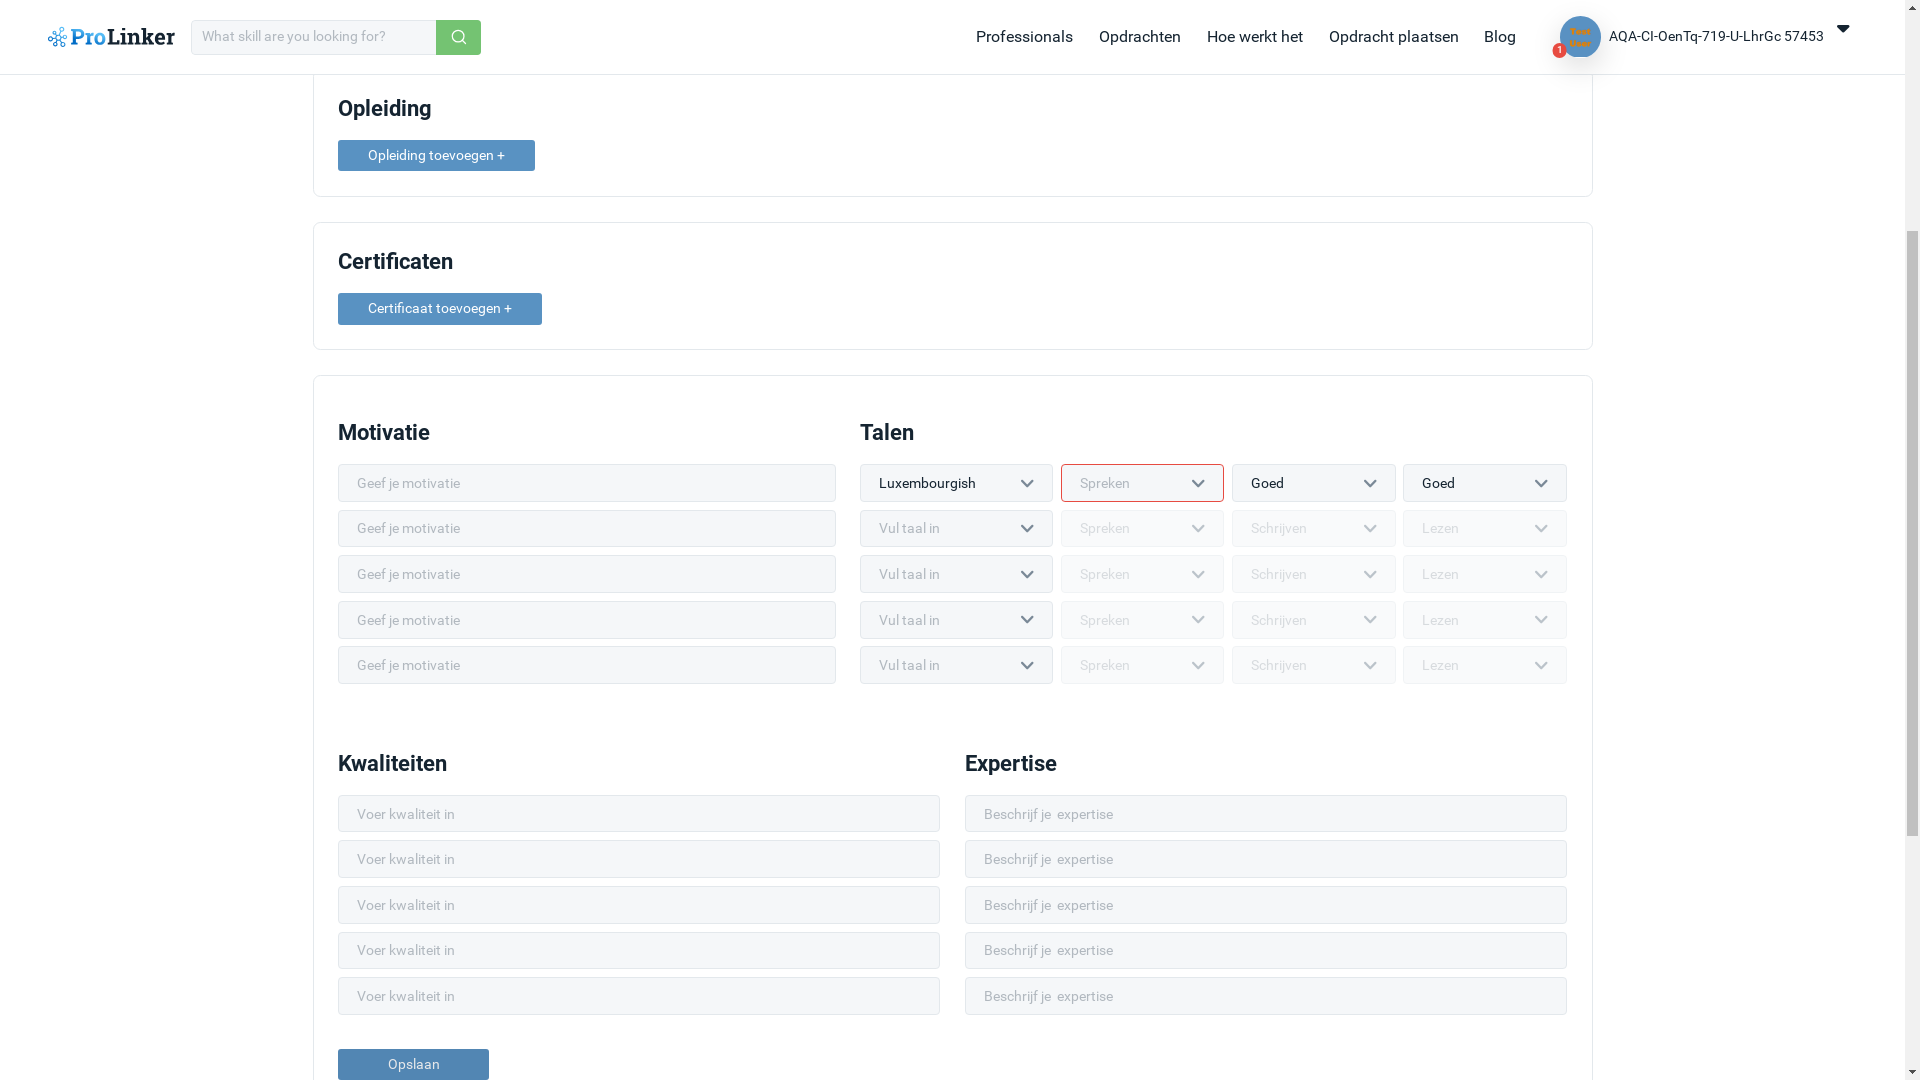 ProLinker
What skill are you looking for?
Professionals
Opdrachten
Hoe werkt het
Opdracht plaatsen
Blog
Test
User
1
AQA-CI-OenTq-719-U-LhrGc 57453
Opleiding
Opleiding toevoegen +
Certificaten
Certificaat toevoegen +
Motivatie
Geef je motivatie
Geef je motivatie
Geef je motivatie
Geef je motivatie
Geef je motivatie
Talen
Luxembourgish Spreken Goed Goed
Vul taal in Spreken Schrijven Lezen
Vul taal in Spreken Schrijven Lezen
Vul taal in Spreken Schrijven Lezen
Vul taal in Spreken Schrijven Lezen
Kwaliteiten
Voer kwaliteit in
Voer kwaliteit in
Voer kwaliteit in
Voer kwaliteit in
Voer kwaliteit in
Expertise
Beschrijf je expertise
Beschrijf je expertise
Beschrijf je expertise
Beschrijf je expertise
Beschrijf je expertise
Opslaan